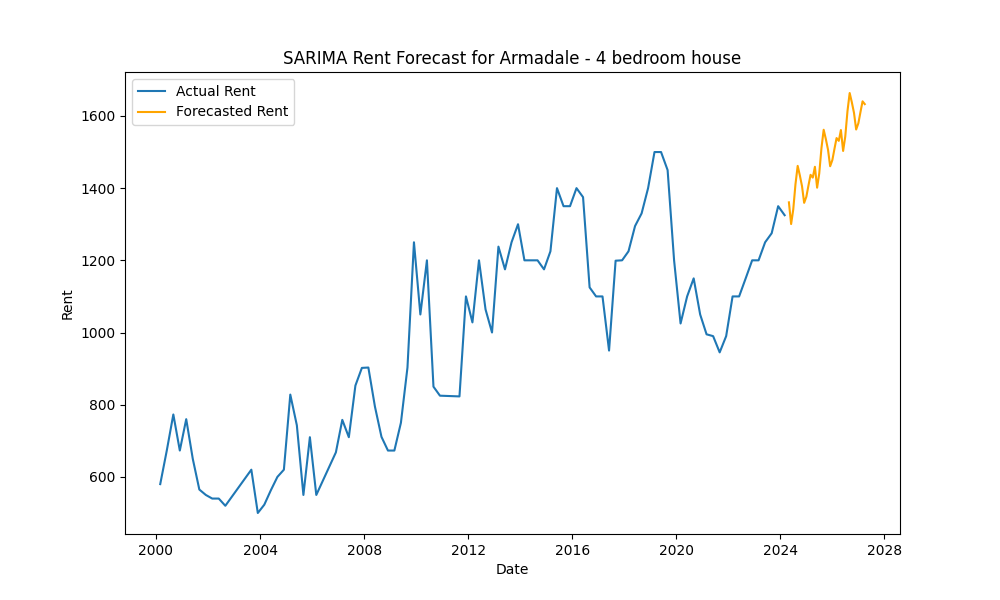 SARIMA Rent Forecast for Armadale - 4 bedroom house
Actual Rent
Forecasted Rent
1600
1400
1200
1000
800
600
Rent
2000 2004 2008 2012 2016 2020 2024 2028
Date